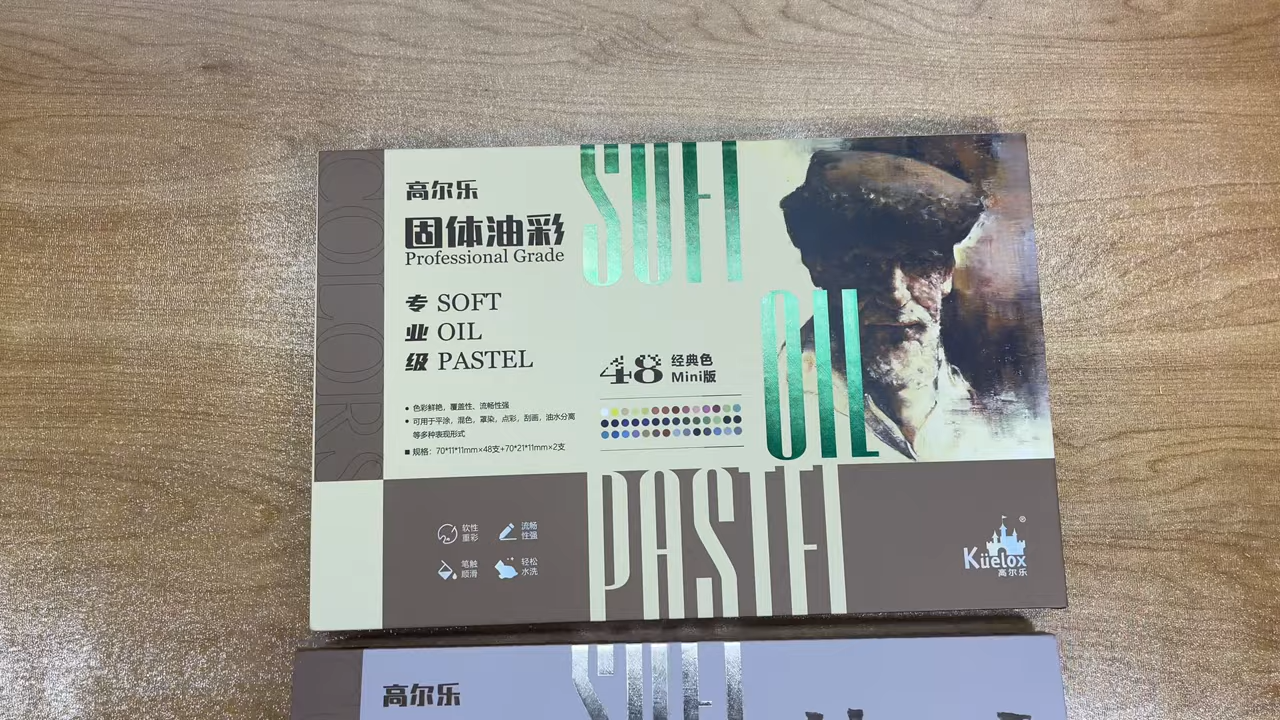 COLORS
高尔乐
固体油彩
Professional Grade
专 SOFT
业 OIL
级 PASTEL
• 色彩鲜艳，覆盖性、流畅性强
• 可用于平涂，混色，罩染，点彩，刮画，油水分离
等多种表现形式
■ 规格：70*11*11mm×48支+70*21*11mm×2支
SOFT
OIL
PASTEL
48 经典色
Mini版
软性
重彩
流畅
性强
笔触
顺滑
轻松
水洗
®
Küelox
高尔乐
高尔乐
SOFT